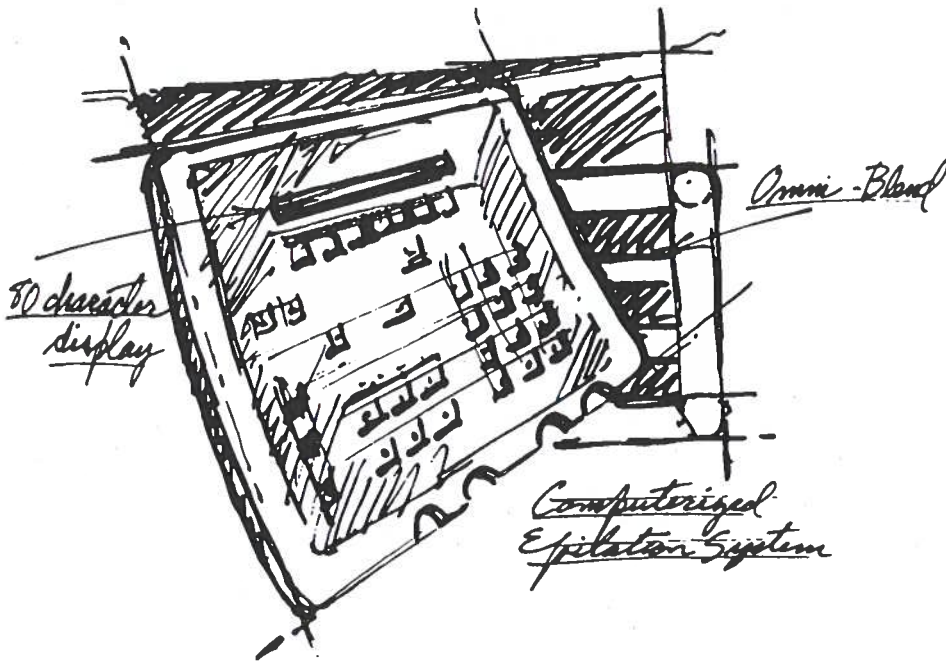 Omni-Blend
80 character
display
Computerized
Epilation System